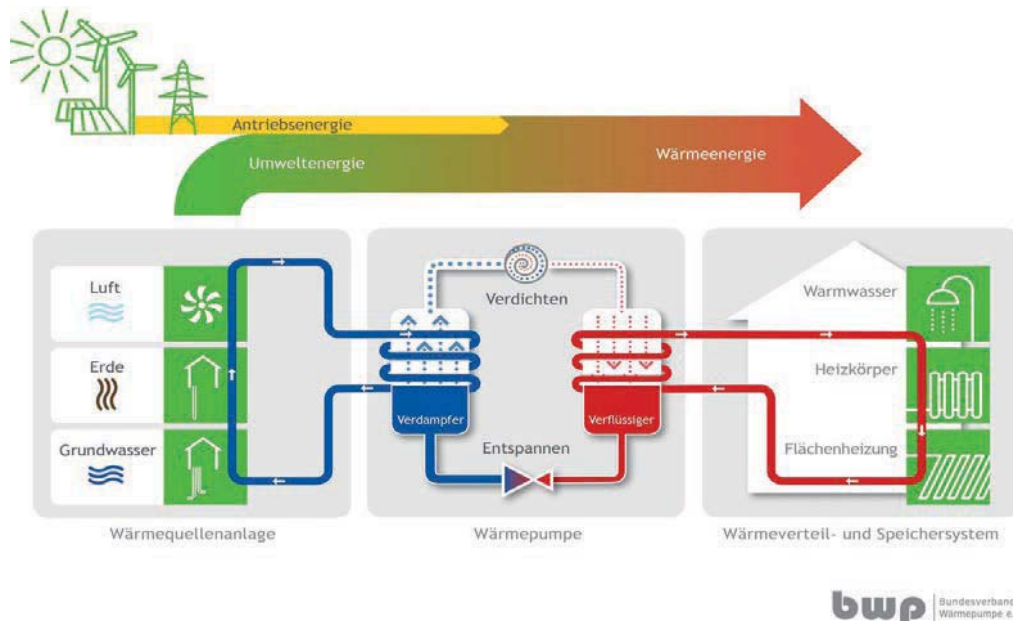 Antriebsenergie
Umweltenergie
Wärmeenergie
Luft
Erde
Grundwasser
Wärmequellenanlage
Verdichten
Verdampfer
Verflüssiger
Entspannen
Wärmepumpe
Warmwasser
Heizkörper
Flächenheizung
Wärmeverteil- und Speichersystem
bwp
Bundesverband
Wärmepumpe e.